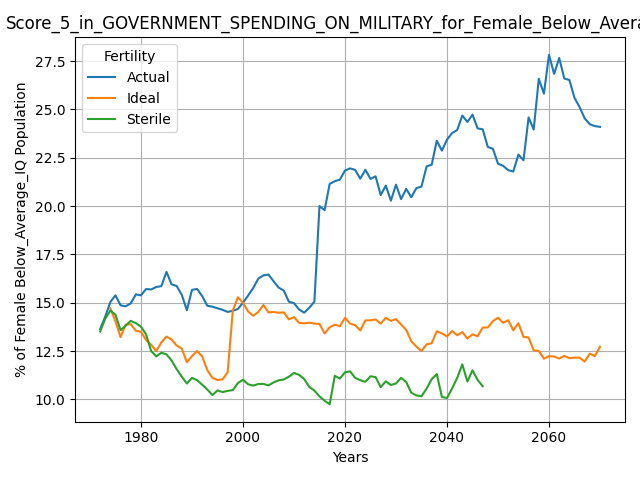 Score_5_in_GOVERNMENT_SPENDING_ON_MILITARY_for_Female_Below_Avera
Fertility
Actual
Ideal
Sterile
% of Female Below_Average_IQ Population
27.5
25.0
22.5
20.0
17.5
15.0
12.5
10.0
1980
2000
2020
2040
2060
Years